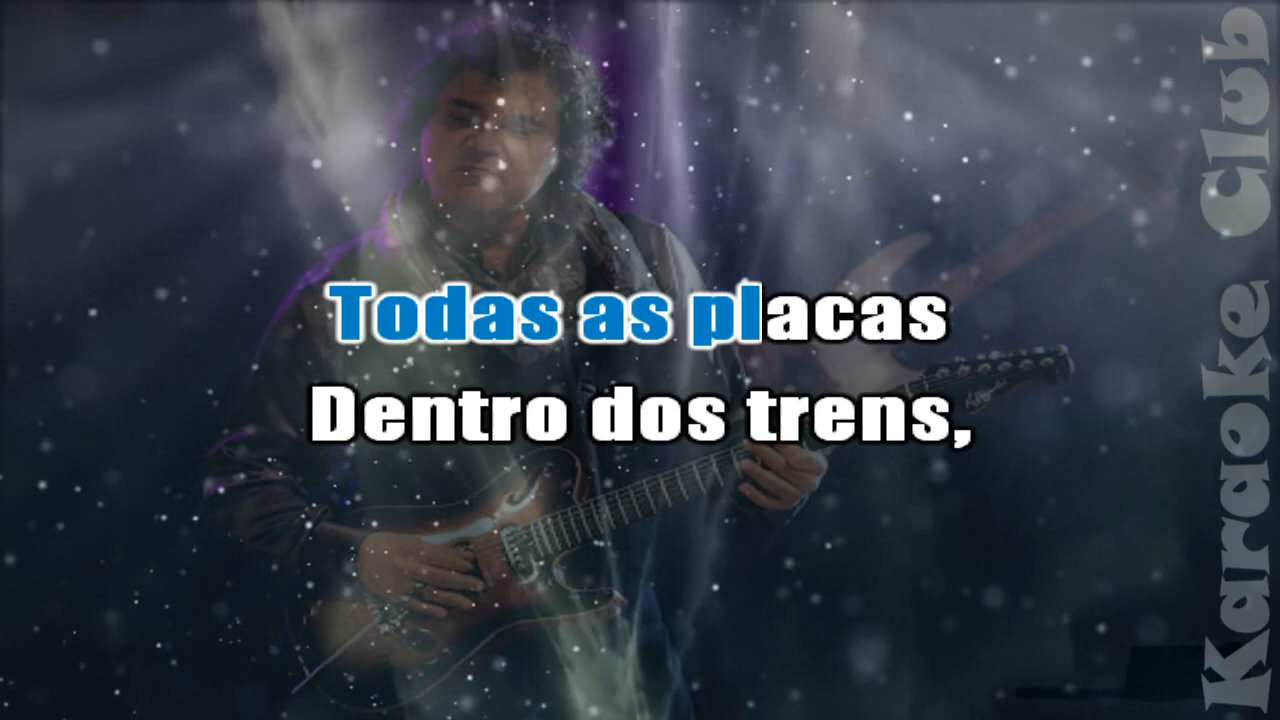 Todas as placas
Dentro dos trens,
Karaoke Club